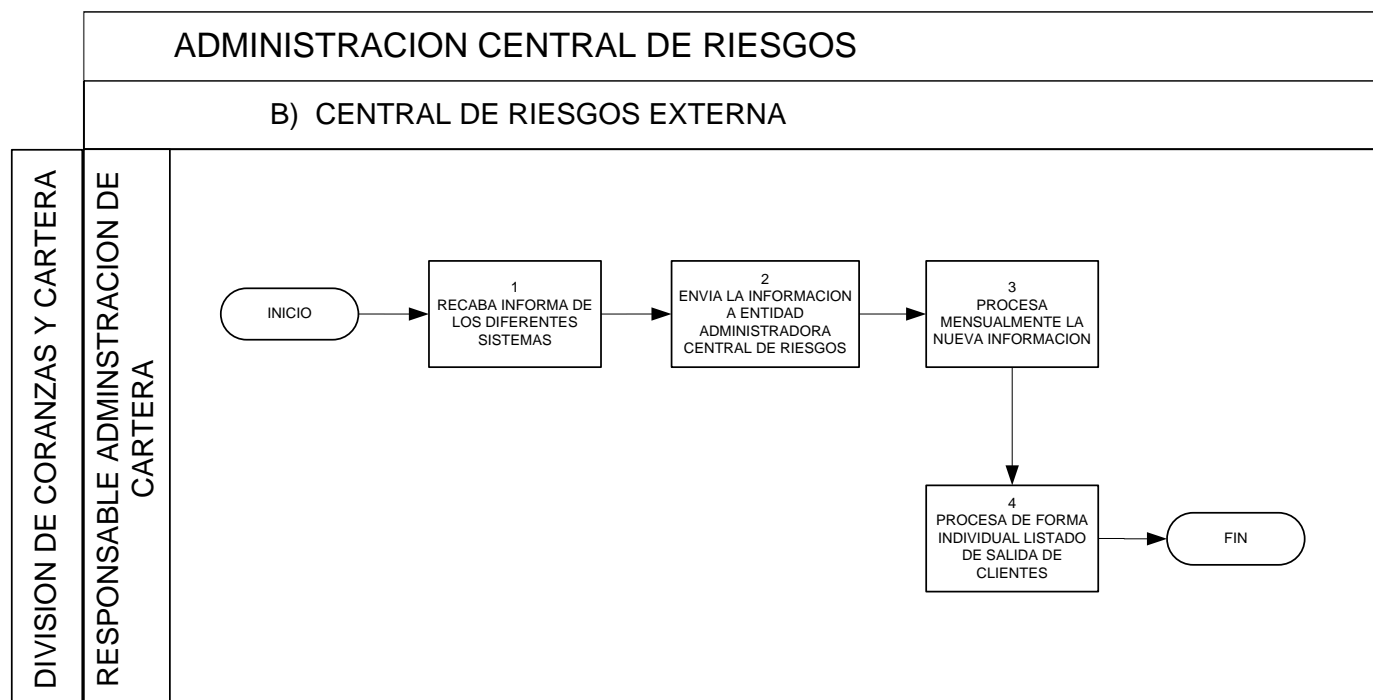 ADMINISTRACION CENTRAL DE RIESGOS
B) CENTRAL DE RIESGOS EXTERNA
DIVISION DE CORANZAS Y CARTERA
RESPONSABLE ADMINSTRACION DE
CARTERA
INICIO
1
RECABA INFORMA DE
LOS DIFERENTES
SISTEMAS
2
ENVIA LA INFORMACION
A ENTIDAD
ADMINISTRADORA
CENTRAL DE RIESGOS
3
PROCESA
MENSUALMENTE LA
NUEVA INFORMACION
4
PROCESA DE FORMA
INDIVIDUAL LISTADO
DE SALIDA DE
CLIENTES
FIN